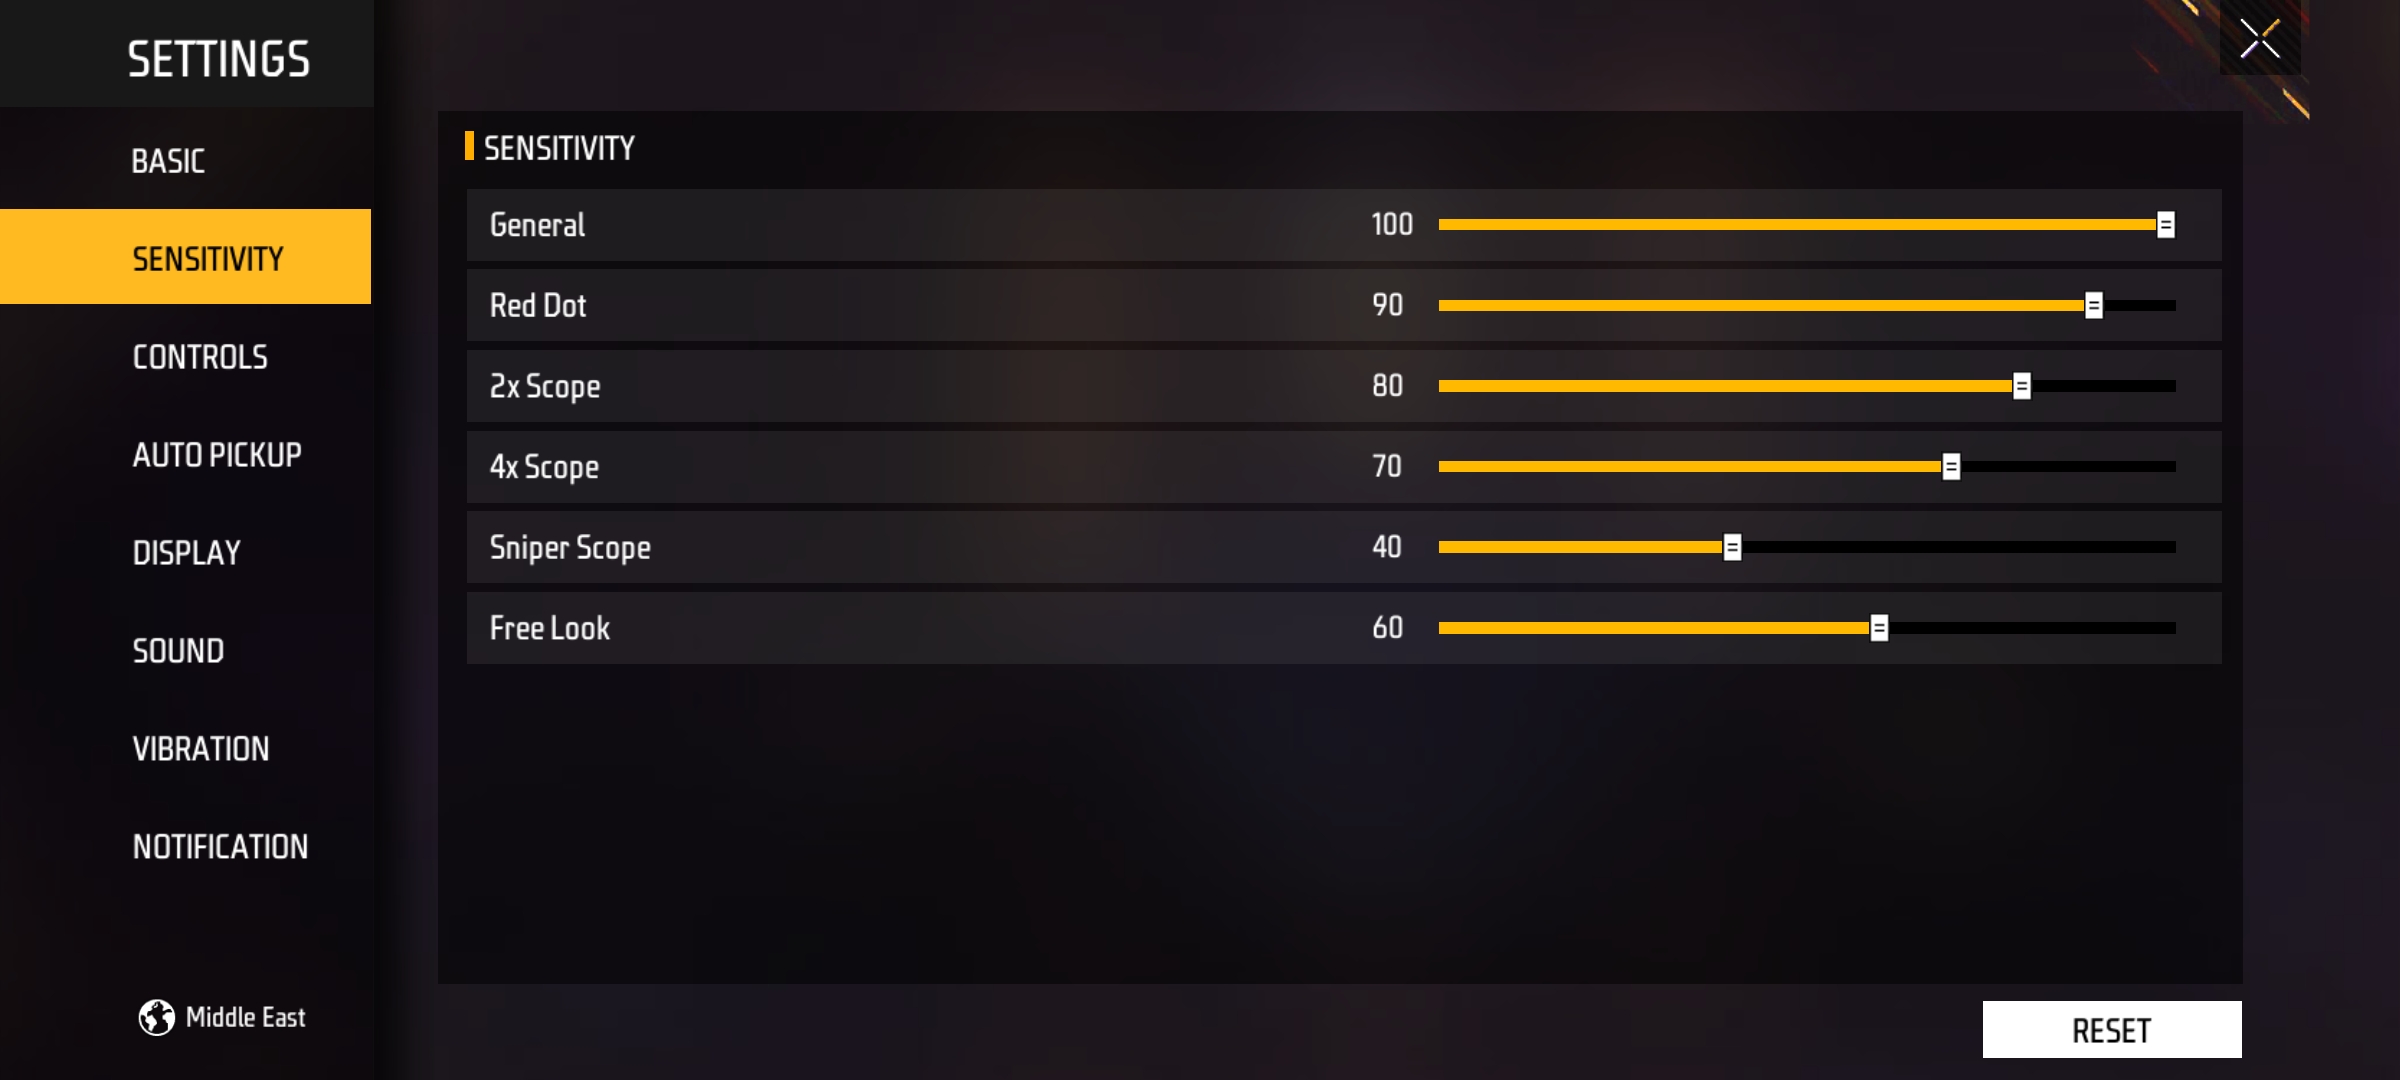 SETTINGS
BASIC
SENSITIVITY
CONTROLS
AUTO PICKUP
DISPLAY
SOUND
VIBRATION
NOTIFICATION
Middle East
SENSITIVITY
General 100
Red Dot 90
2x Scope 80
4x Scope 70
Sniper Scope 40
Free Look 60
RESET